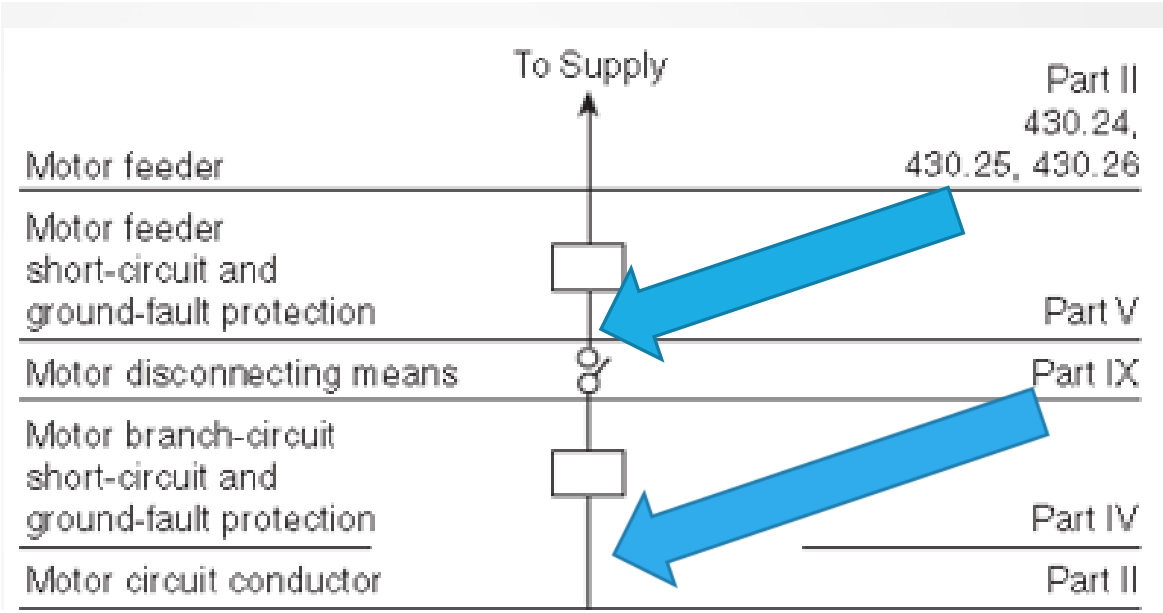 To Supply
Part II
430.24,
Motor feeder
430.25, 430.26
Motor feeder
short-circuit and
ground-fault protection
Part V
Motor disconnecting means
Part IX
Motor branch-circuit
short-circuit and
ground-fault protection
Part IV
Motor circuit conductor
Part II